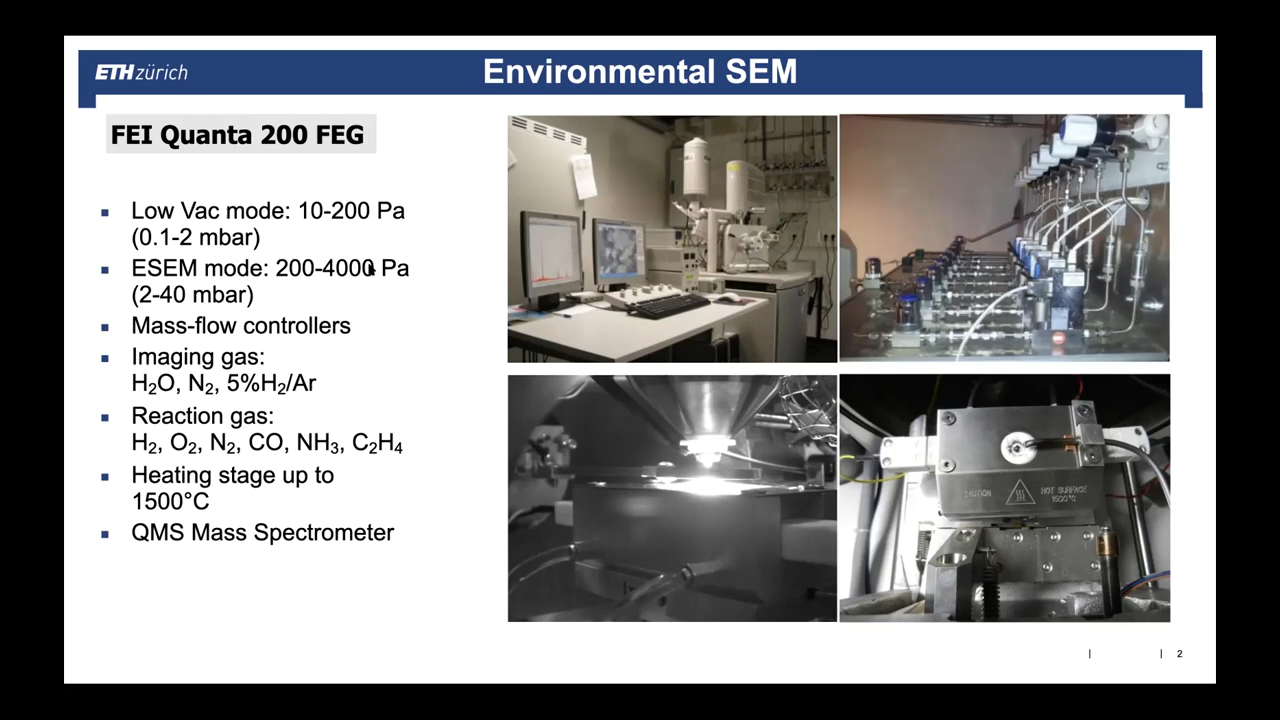 ETH zürich
Environmental SEM
FEI Quanta 200 FEG
▪ Low Vac mode: 10-200 Pa
(0.1-2 mbar)
▪ ESEM mode: 200-4000 Pa
(2-40 mbar)
▪ Mass-flow controllers
▪ Imaging gas:
H₂O, N₂, 5%H₂/Ar
▪ Reaction gas:
H₂, O₂, N₂, CO, NH₃, C₂H₄
▪ Heating stage up to
1500°C
▪ QMS Mass Spectrometer
CAUTION
HOT SURFACE
1500°C
| | 2